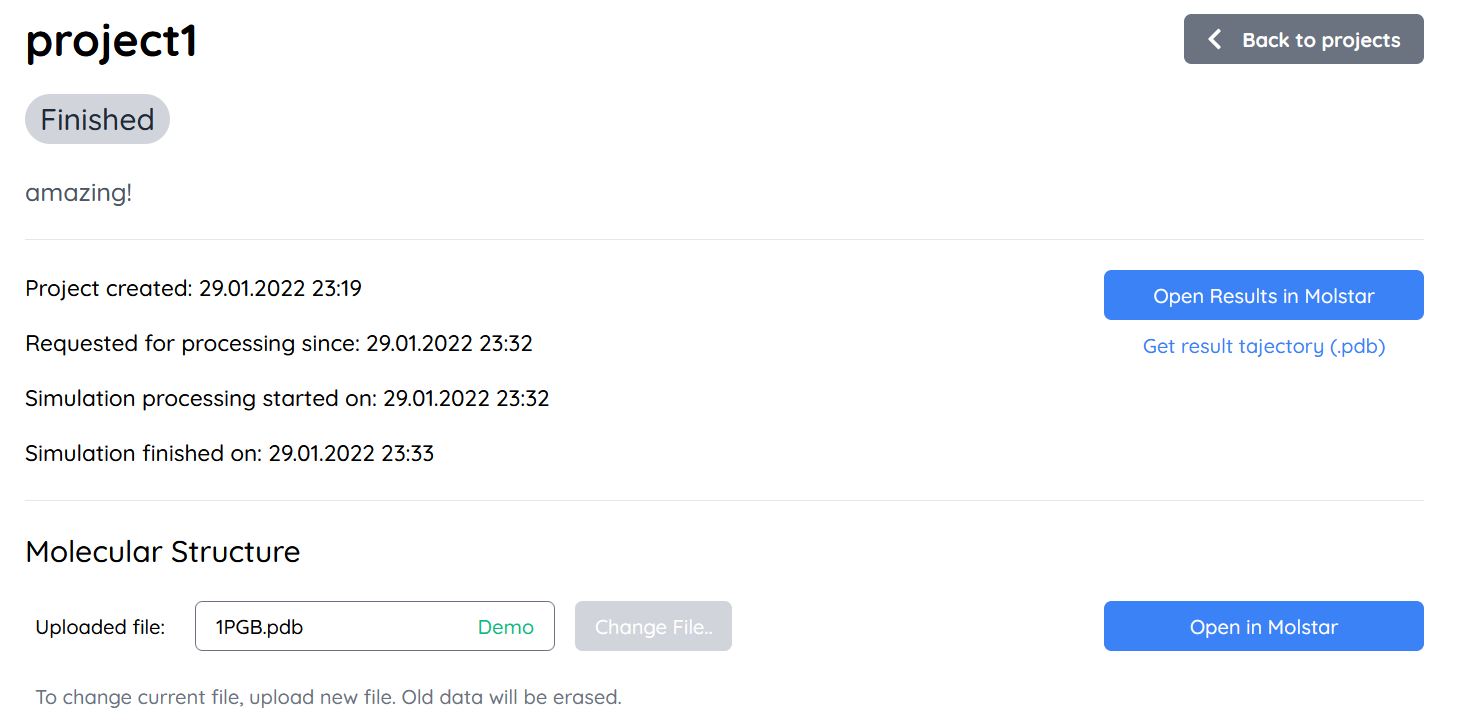 project1
Back to projects
Finished
amazing!
Project created: 29.01.2022 23:19
Open Results in Molstar
Requested for processing since: 29.01.2022 23:32
Get result tajectory (.pdb)
Simulation processing started on: 29.01.2022 23:32
Simulation finished on: 29.01.2022 23:33
Molecular Structure
Uploaded file: 1PGB.pdb Demo Change File.. Open in Molstar
To change current file, upload new file. Old data will be erased.